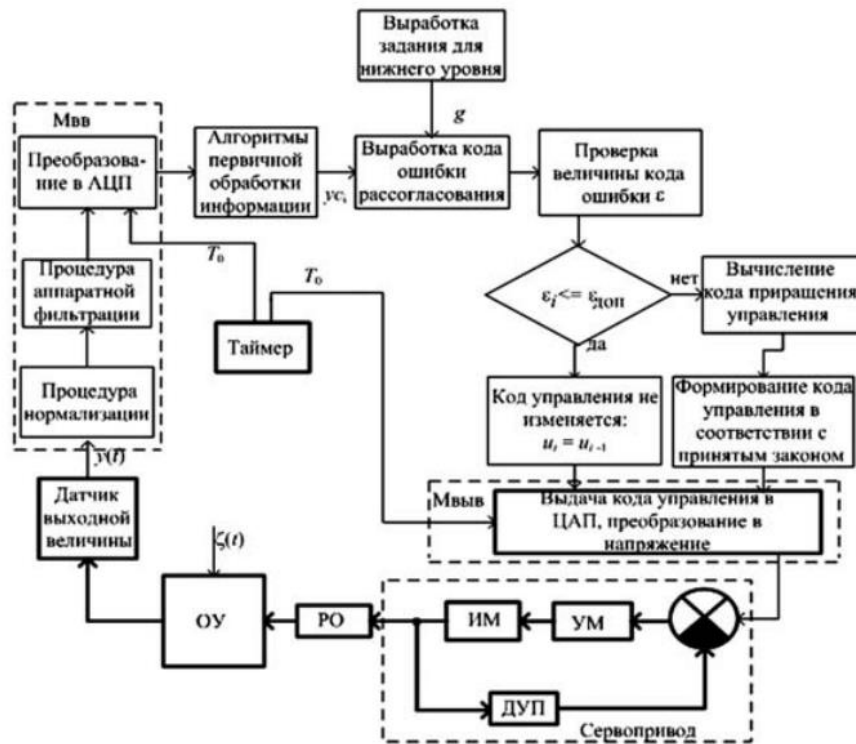 Выработка
задания для
нижнего уровня
g
Мвв
Преобразова-
ние в АЦП
Алгоритмы
первичной
обработки
информации
yci
Выработка кода
ошибки
рассогласования
Проверка
величины кода
ошибки ε
T0
T0
Процедура
аппаратной
фильтрации
Таймер
εi <= εдоп
нет
да
Вычисление
кода приращения
управления
Процедура
нормализации
Код управления не
изменяется:
ui = ui-1
Формирование кода
управления в
соответствии с
принятым законом
y(t)
Датчик
выходной
величины
Мвыв
Выдача кода управления в
ЦАП, преобразование в
напряжение
ζ(t)
ОУ
РО
ИМ
УМ
ДУП
Сервопривод